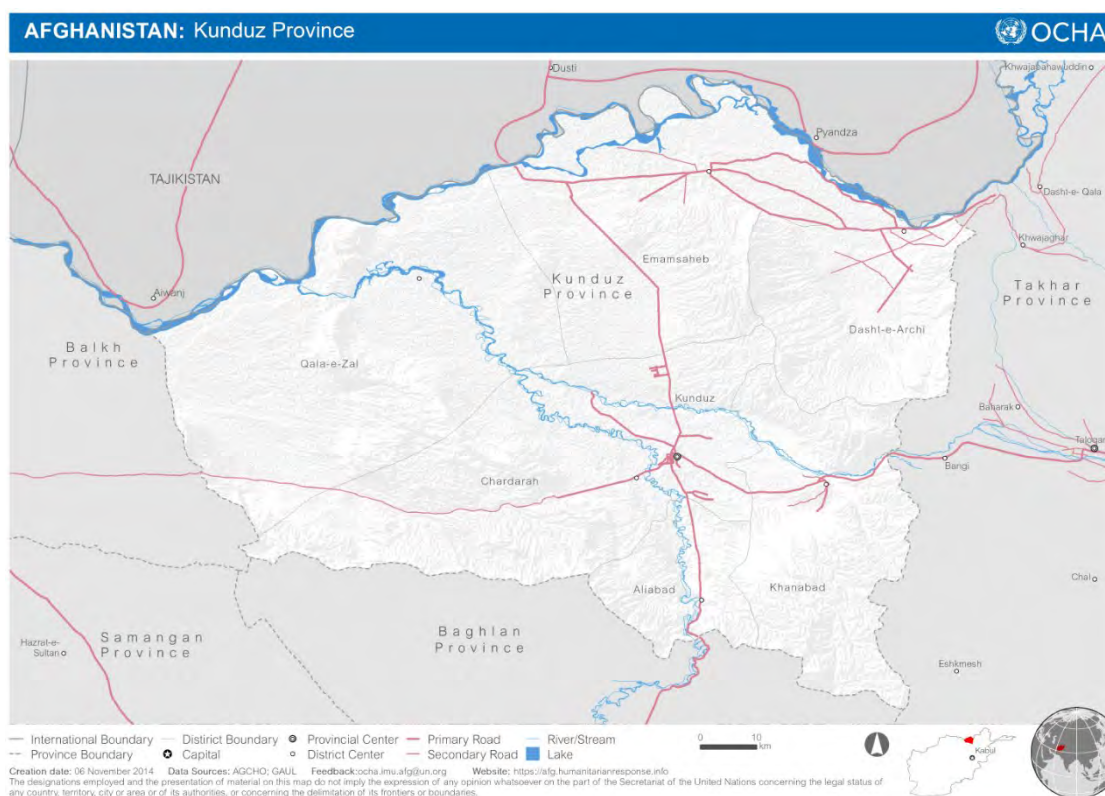 AFGHANISTAN: Kunduz Province
OCHA
Dusti
Khwajabahawuddin
Pyandza
TAJIKISTAN
Dasht-e- Qala
Khwajaghar
Emamsaheb
Kunduz
Province
Takhar
Province
Aiwanj
Dasht-e-Archi
Balkh
Province
Qala-e-Zal
Kunduz
Baharak
Taloqan
Bangi
Chardarah
Chal
Khanabad
Aliabad
Samangan
Province
Hazrat-e-
Sultan
Baghlan
Province
Eshkmesh
International Boundary District Boundary Provincial Center Primary Road River/Stream
Province Boundary Capital District Center Secondary Road Lake
0 10
km
Kabul
Creation date: 06 November 2014 Data Sources: AGCHO; GAUL Feedback:ocha.imu.afg@un.org Website: https://afg.humanitarianresponse.info
The designations employed and the presentation of material on this map do not imply the expression of any opinion whatsoever on the part of the Secretariat of the United Nations concerning the legal status of
any country, territory, city or area or of its authorities, or concerning the delimitation of its frontiers or boundaries.